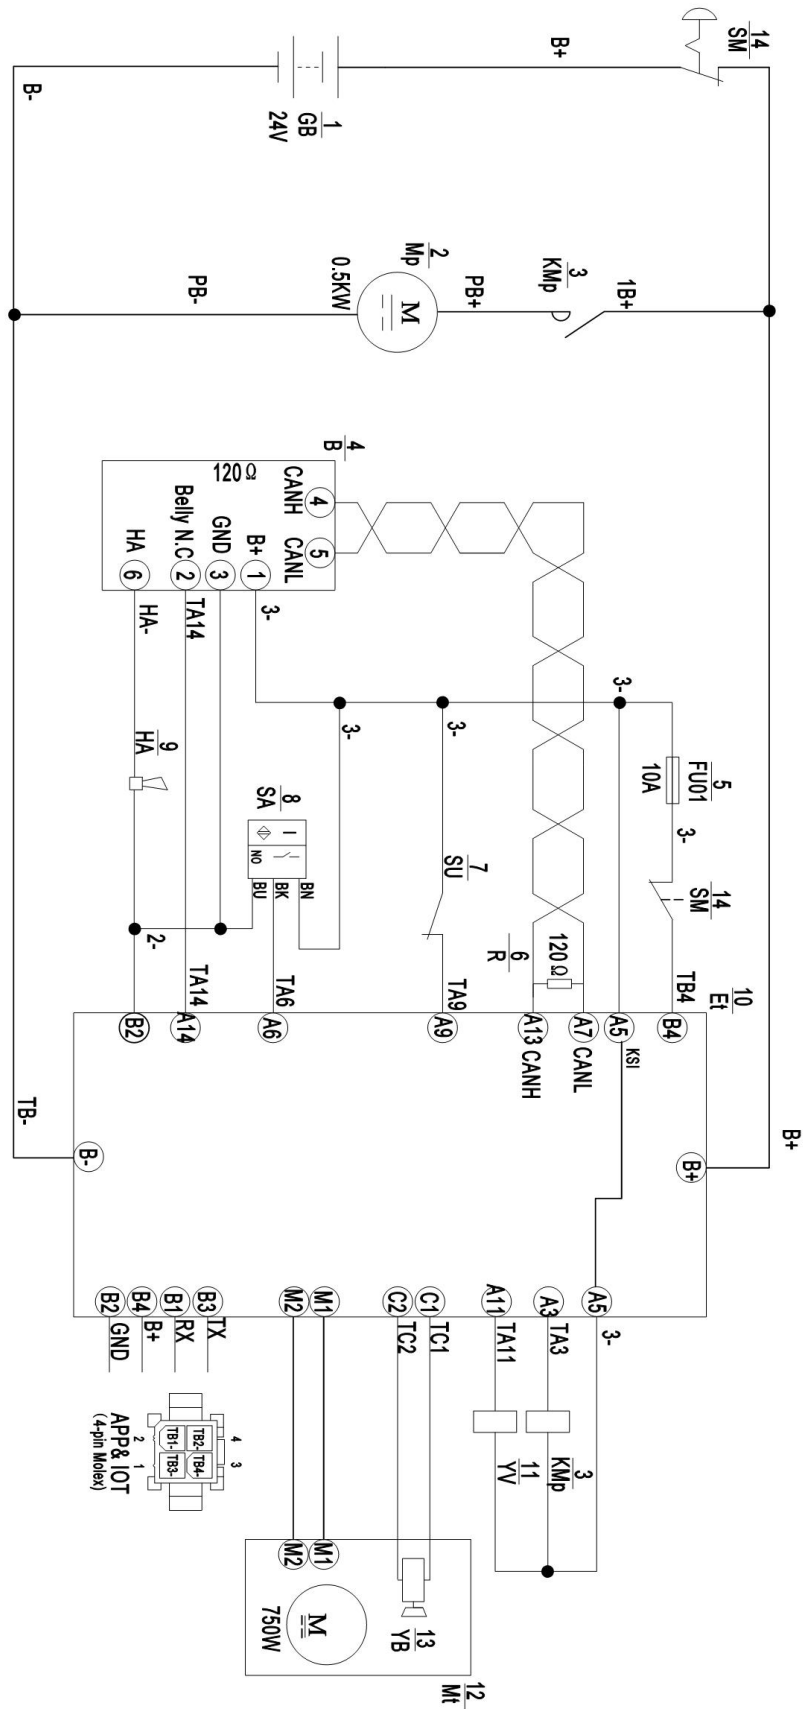 14
SM
B+
1
GB
24V
B-
1B+
3
KMp
PB+
2
Mp
M
0.5KW
PB-
4
B
120Ω
CANH
4
CANL
5
B+
1
GND
3
Belly N.C
2
HA
6
3-
TA14
HA-
3-
3-
3-
5
FU01
10A
3-
14
SM
TB4
7
SU
TA9
8
SA
NO
BN
BK
BU
TA6
9
HA
2-
TA14
6
R
120Ω
10
Et
B4
A5
KSI
A7
CANL
A13
CANH
A9
A6
A14
B2
B+
B+
TB-
B-
A5
3-
A3
TA3
A11
TA11
C1
TC1
C2
TC2
M1
M2
B3
TX
B1
RX
B4
B+
B2
GND
3
KMp
11
YV
4
3
TB2-
TB4-
TB1-
TB3-
2
1
APP& IOT
(4-pin Molex)
M1
M2
13
YB
M
750W
12
Mt